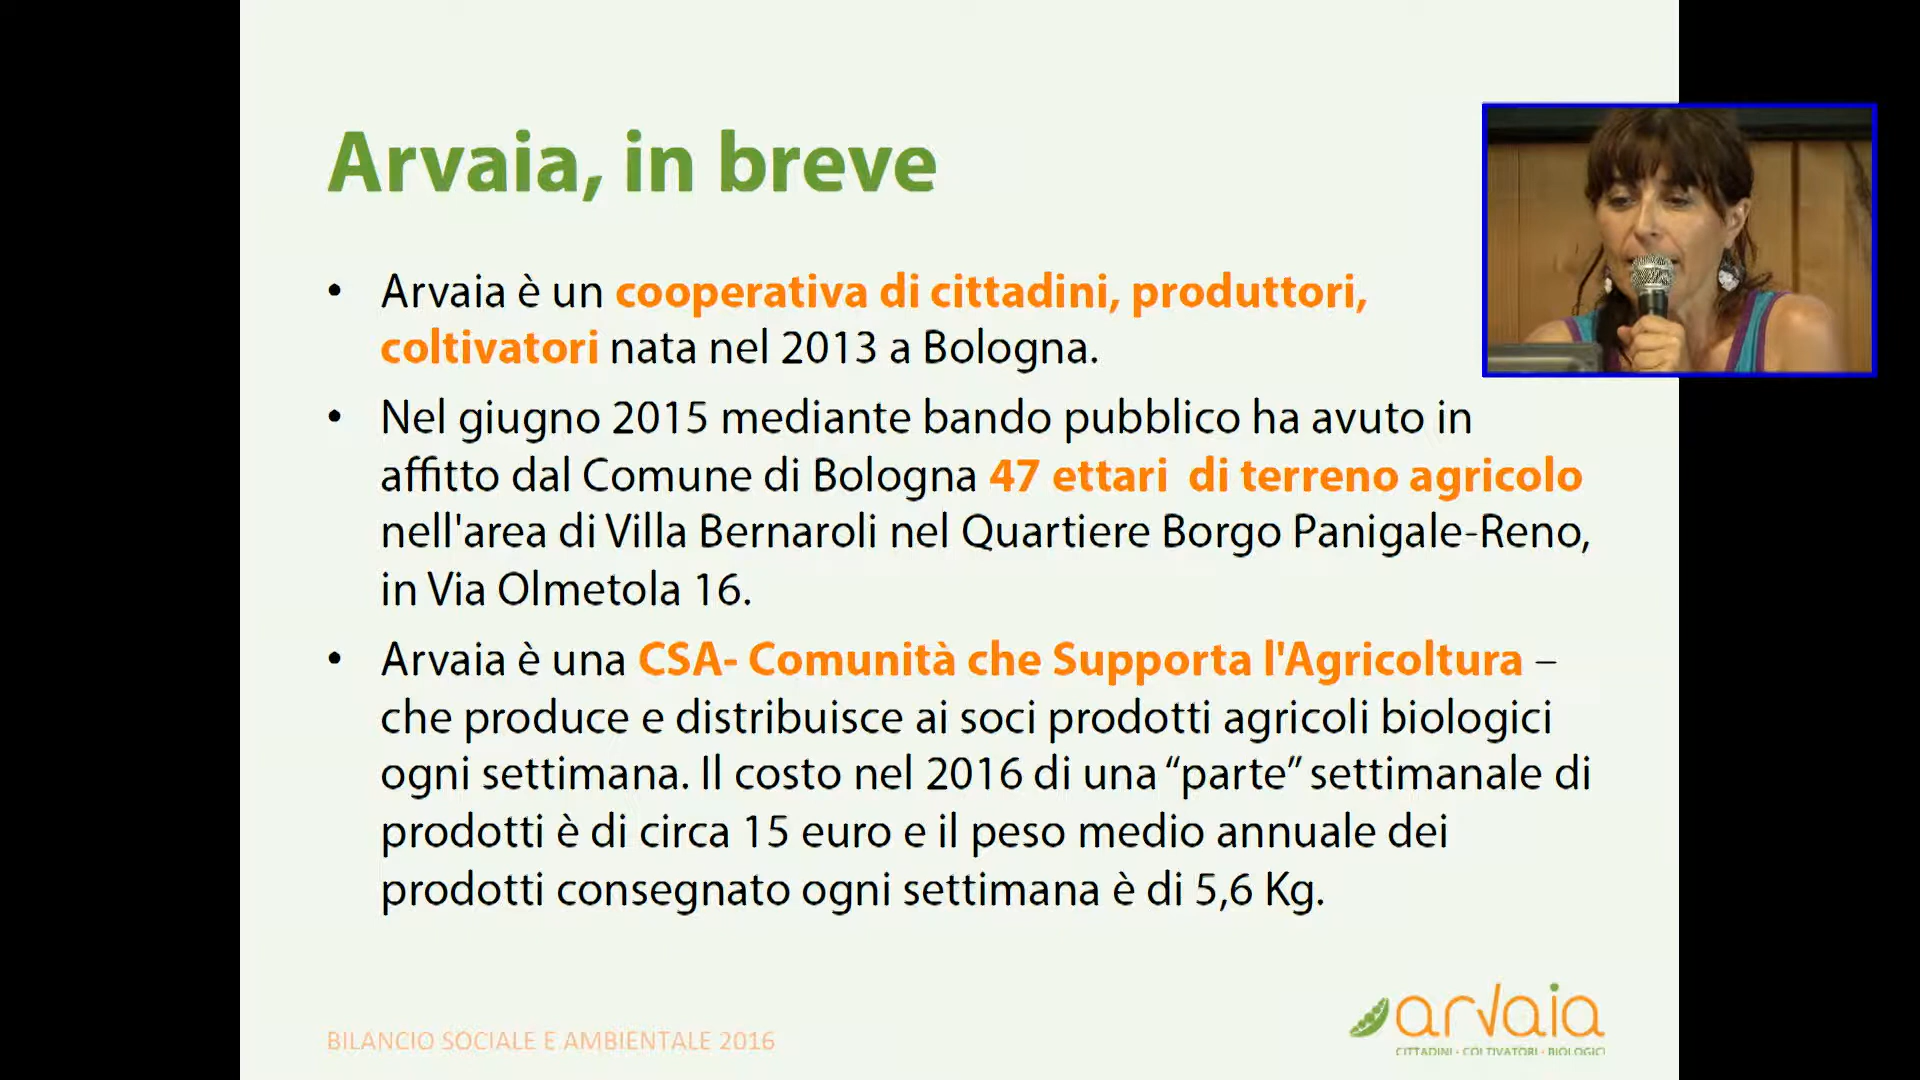 Arvaia, in breve
• Arvaia è un cooperativa di cittadini, produttori,
coltivatori nata nel 2013 a Bologna.
• Nel giugno 2015 mediante bando pubblico ha avuto in
affitto dal Comune di Bologna 47 ettari di terreno agricolo
nell'area di Villa Bernaroli nel Quartiere Borgo Panigale-Reno,
in Via Olmetola 16.
• Arvaia è una CSA- Comunità che Supporta l'Agricoltura –
che produce e distribuisce ai soci prodotti agricoli biologici
ogni settimana. Il costo nel 2016 di una “parte” settimanale di
prodotti è di circa 15 euro e il peso medio annuale dei
prodotti consegnato ogni settimana è di 5,6 Kg.
BILANCIO SOCIALE E AMBIENTALE 2016
arvaia
CITTADINI · COLTIVATORI · BIOLOGICI